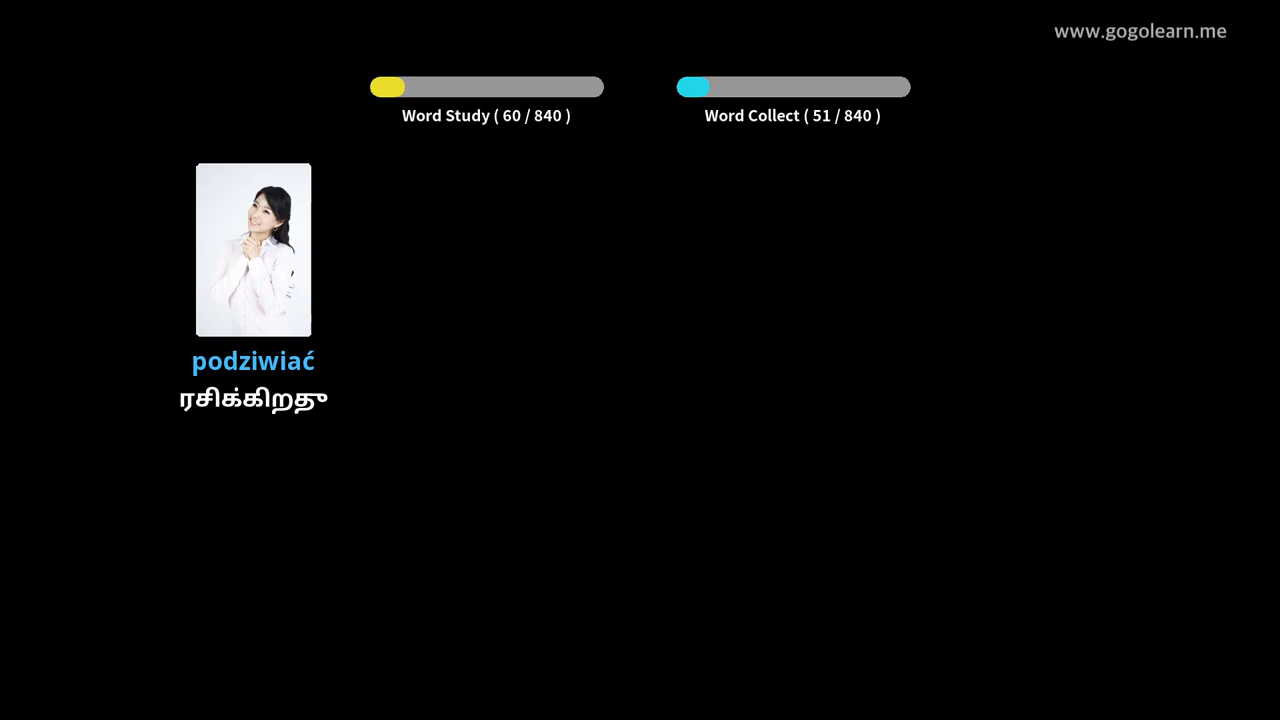 www.gogolearn.me
Word Study ( 60 / 840 )
Word Collect ( 51 / 840 )
podziwiać
ரசிக்கிறது